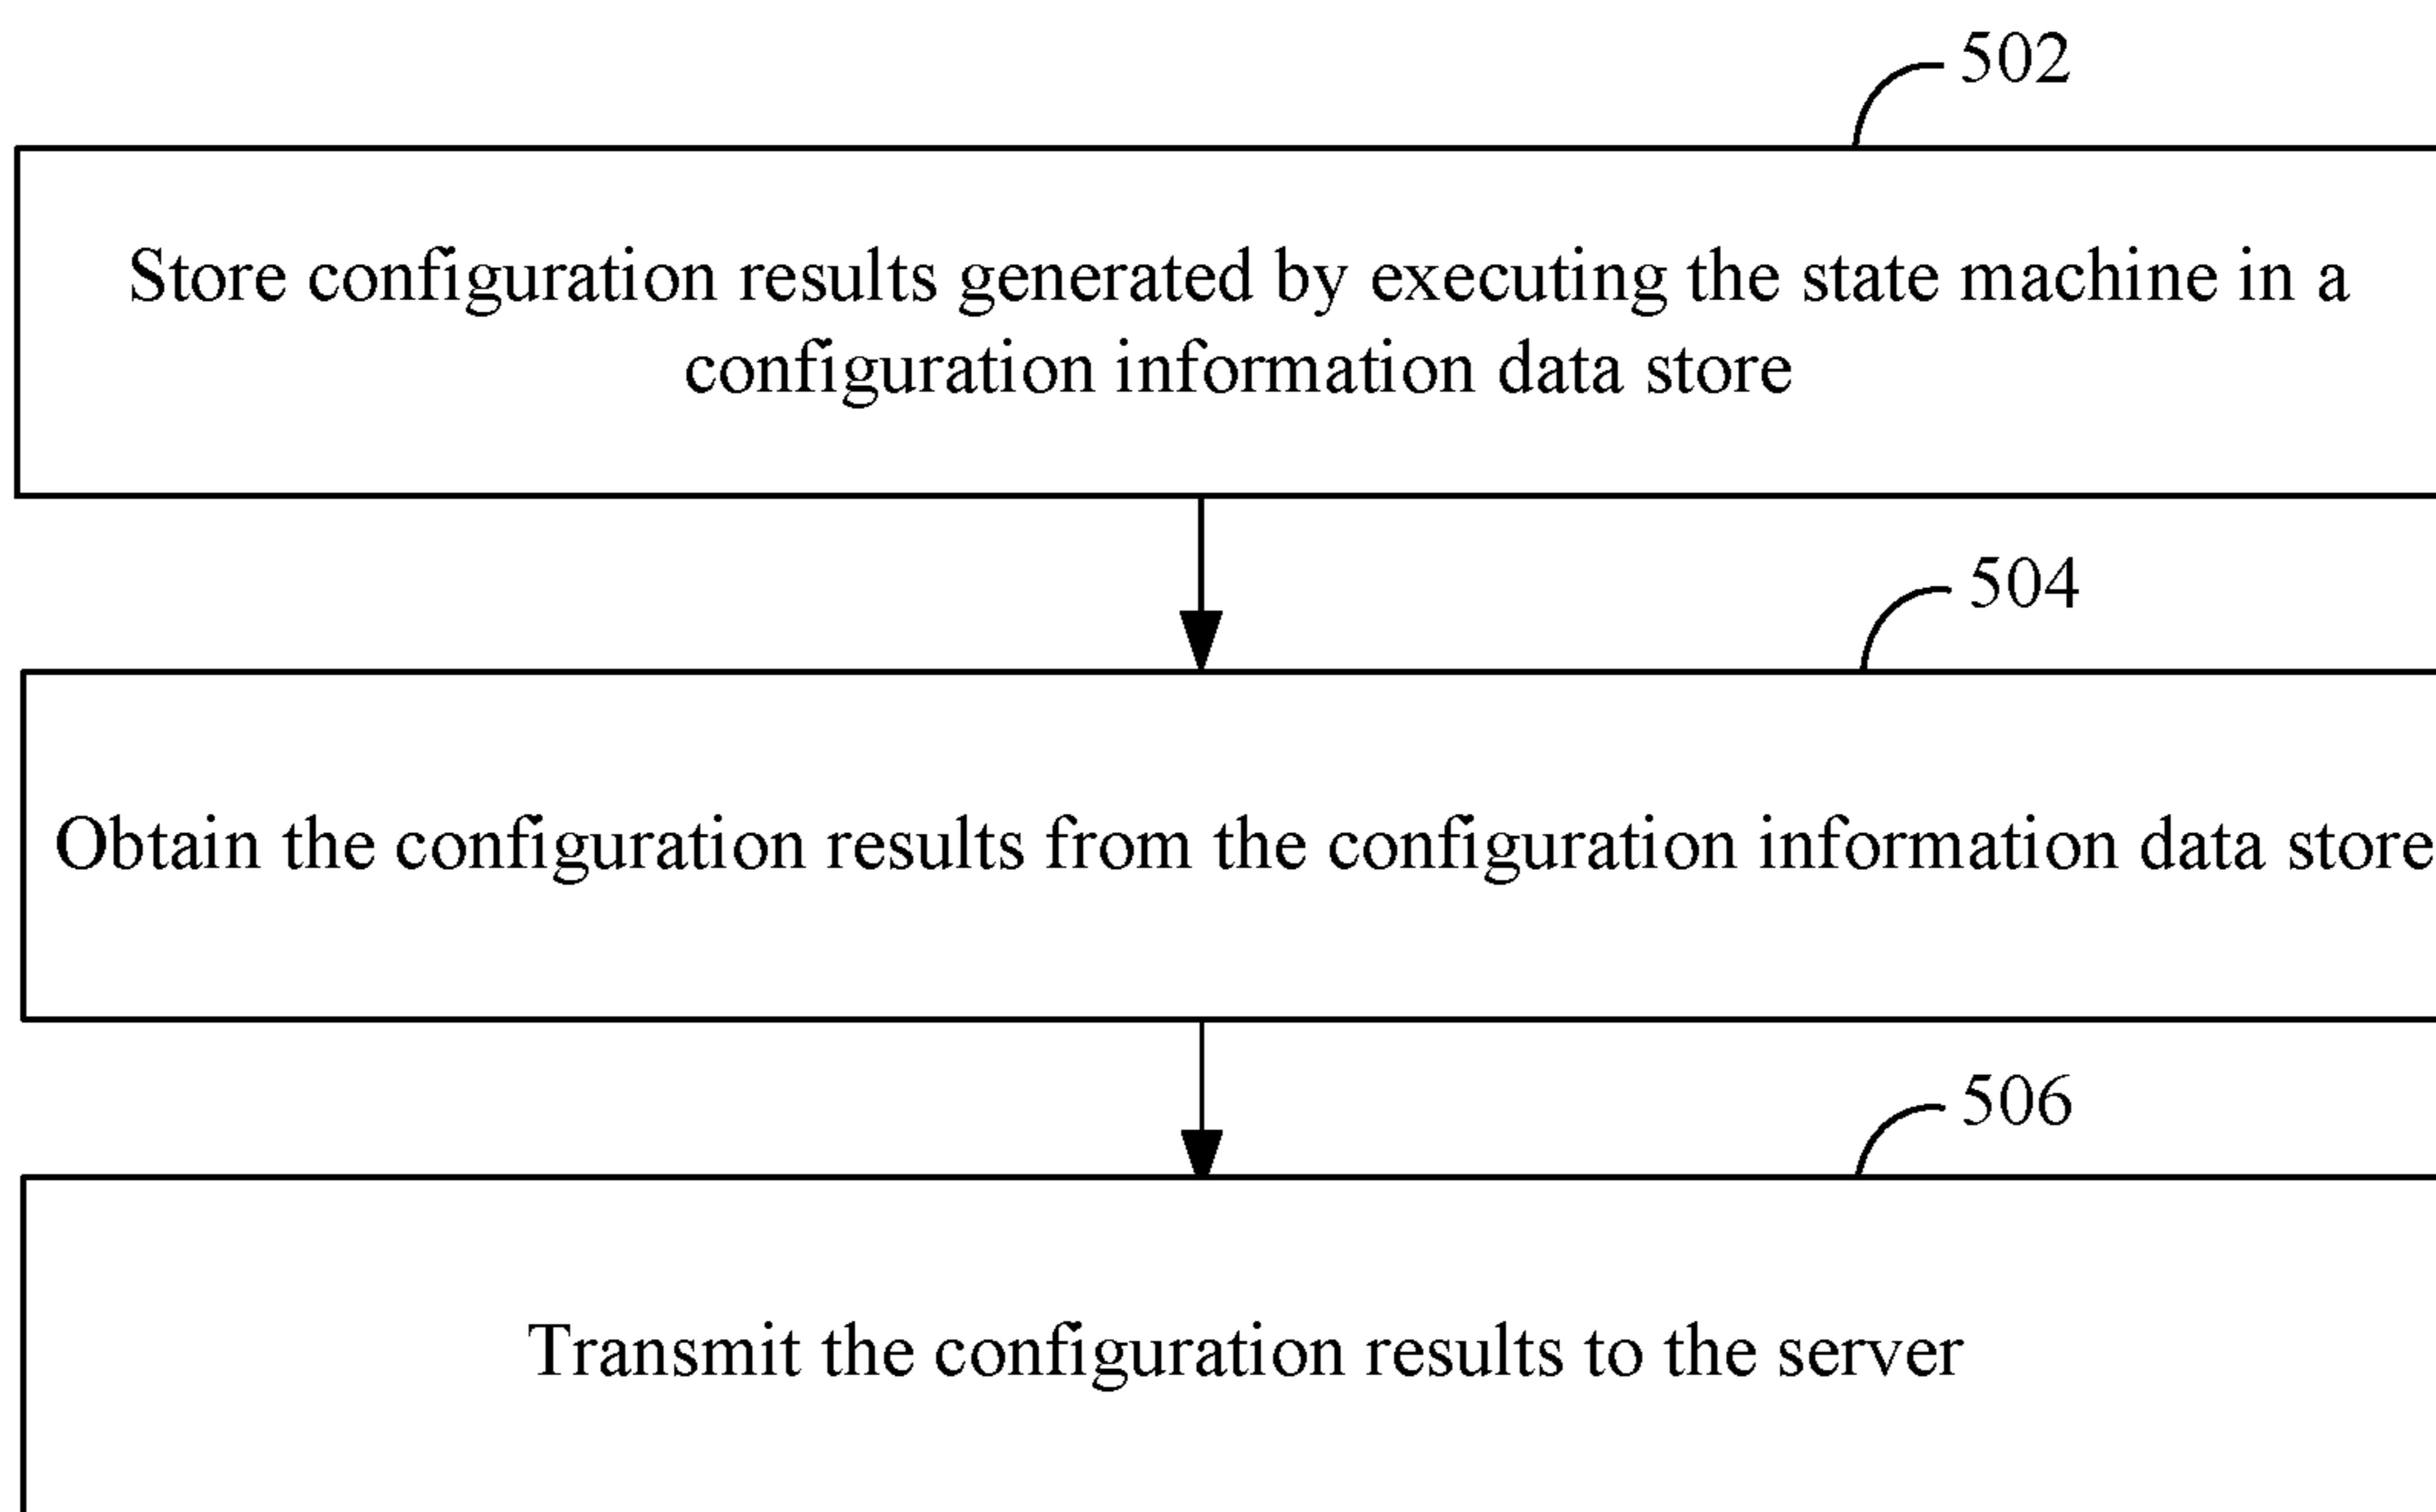 502
Store configuration results generated by executing the state machine in a
configuration information data store
504
Obtain the configuration results from the configuration information data store
506
Transmit the configuration results to the server